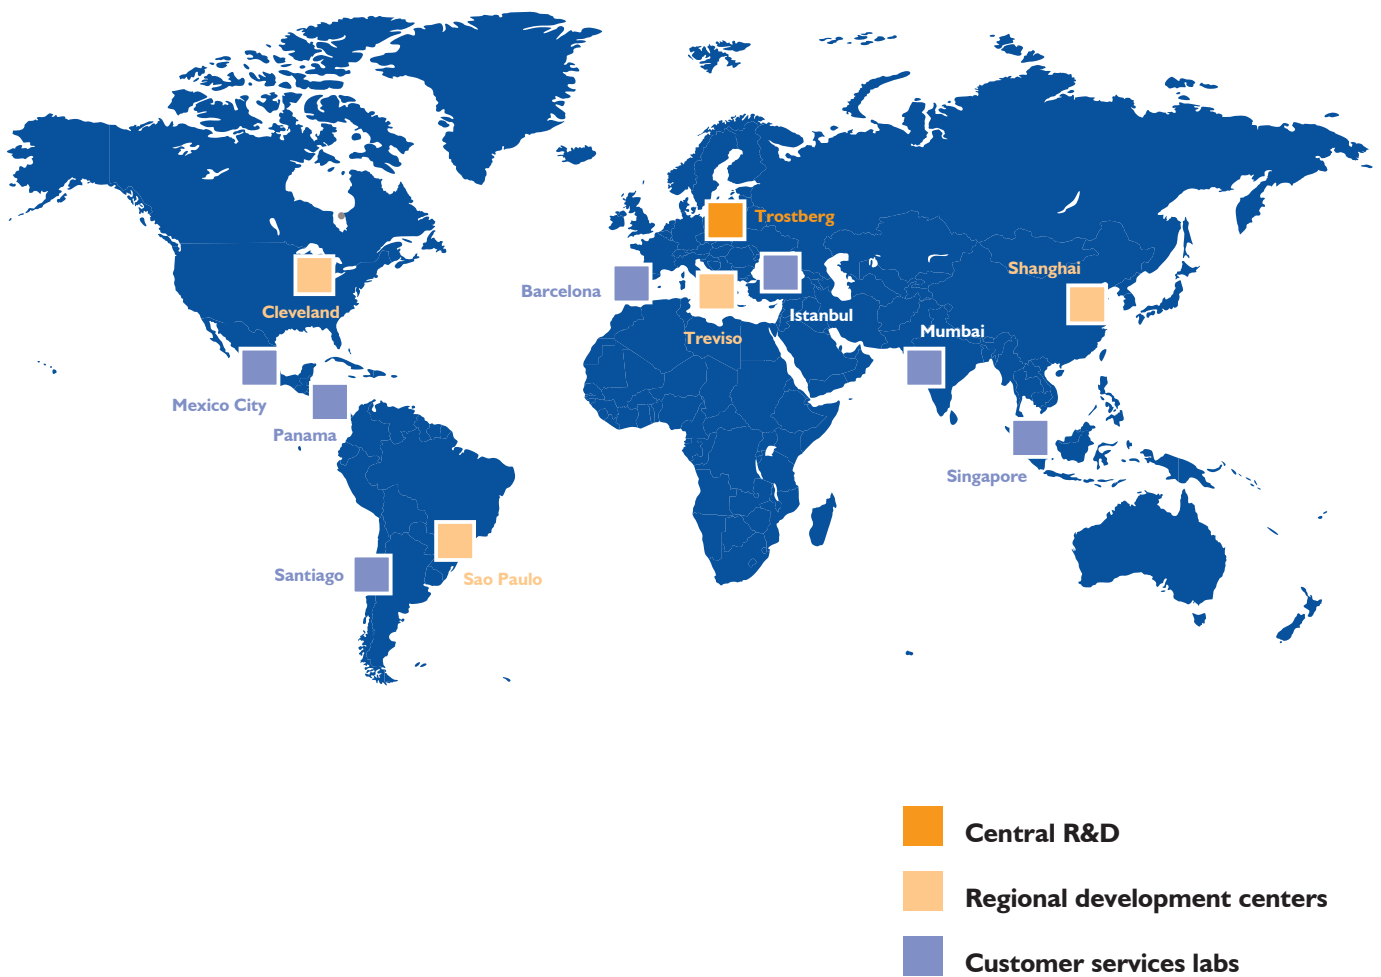 Trostberg
Shanghai
Barcelona
Cleveland
Istanbul
Treviso
Mumbai
Mexico City
Panama
Singapore
Santiago
Sao Paulo
Central R&D
Regional development centers
Customer services labs